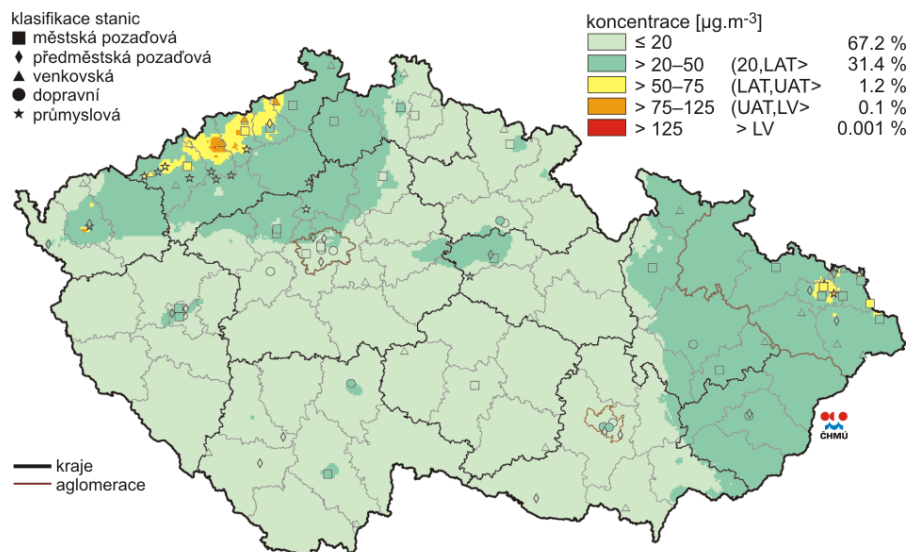 klasifikace stanic
městská pozaďová
předměstská pozaďová
venkovská
dopravní
průmyslová
koncentrace [µg.m⁻³]
≤ 20 67.2 %
> 20–50 (20,LAT> 31.4 %
> 50–75 (LAT,UAT> 1.2 %
> 75–125 (UAT,LV> 0.1 %
> 125 > LV 0.001 %
ČHMÚ
kraje
aglomerace